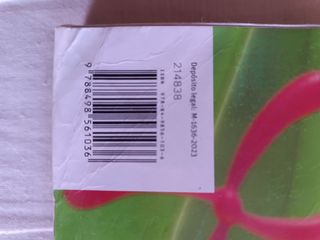 Depósito legal: M-1636-2023
214838
ISBN 978-84-9856-103-6
9 788498 561036